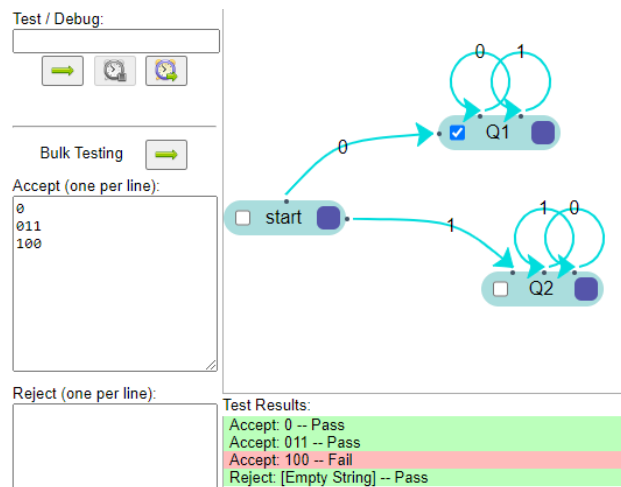 Test / Debug:
Bulk Testing
Accept (one per line):
0
011
100
Reject (one per line):
0 1
Q1
0
start
1
1 0
Q2
Test Results:
Accept: 0 -- Pass
Accept: 011 -- Pass
Accept: 100 -- Fail
Reject: [Empty String] -- Pass